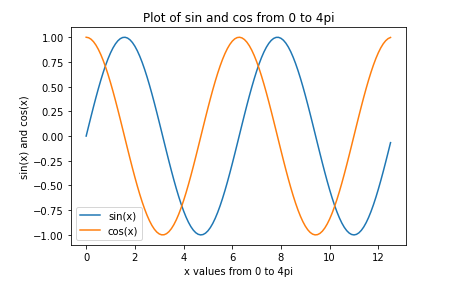 Plot of sin and cos from 0 to 4pi
1.00
0.75
0.50
0.25
0.00
−0.25
−0.50
−0.75
−1.00
sin(x) and cos(x)
sin(x)
cos(x)
0 2 4 6 8 10 12
x values from 0 to 4pi